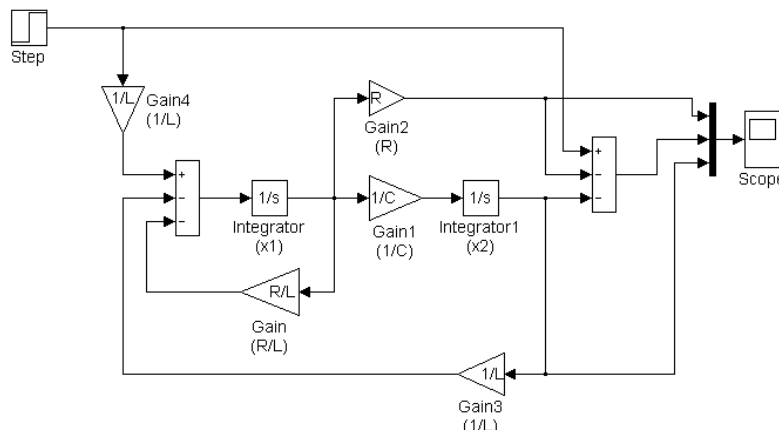 Step
1/L
Gain4
(1/L)
R
Gain2
(R)
+
−
−
+
−
−
1/s
Integrator
(x1)
1/C
Gain1
(1/C)
1/s
Integrator1
(x2)
Scope
R/L
Gain
(R/L)
1/L
Gain3
(1/L)